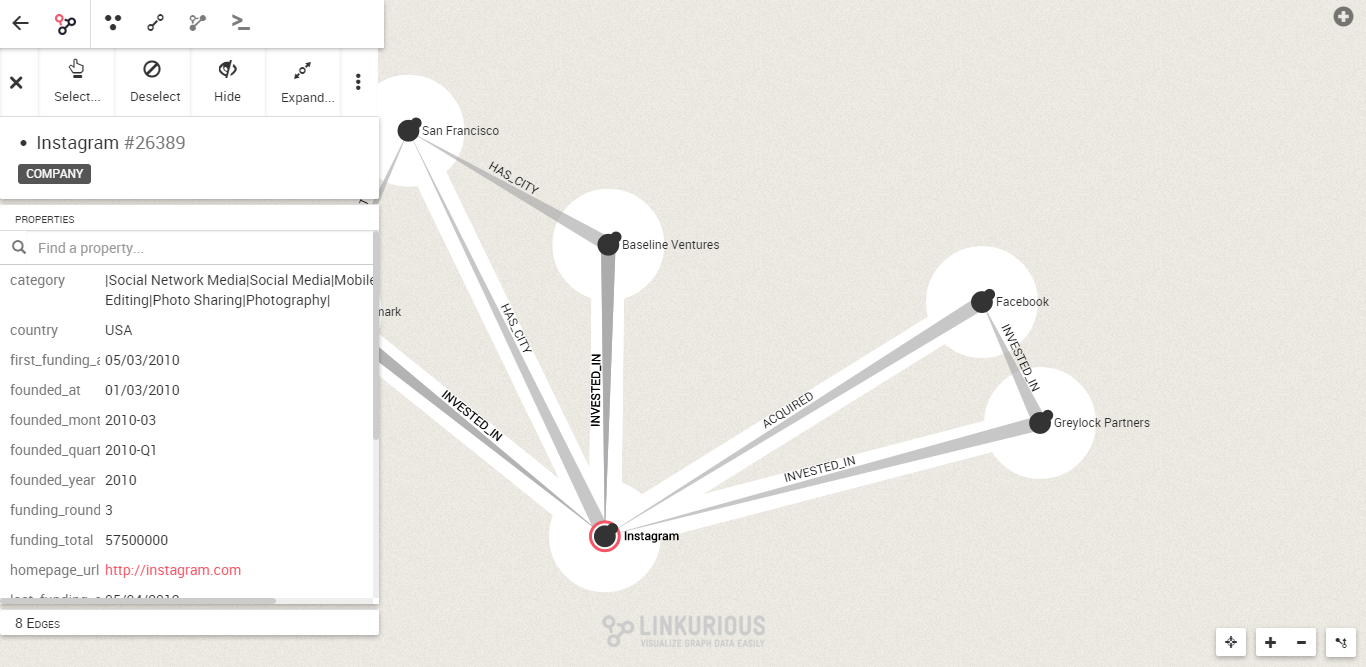 Select...
Deselect
Hide
Expand...
Instagram #26389
COMPANY
PROPERTIES
Find a property...
category |Social Network Media|Social Media|Mobile
Editing|Photo Sharing|Photography|
country USA
first_funding_a 05/03/2010
founded_at 01/03/2010
founded_mont 2010-03
founded_quart 2010-Q1
founded_year 2010
funding_round 3
funding_total 57500000
homepage_url http://instagram.com
8 EDGES
San Francisco
HAS_CITY
Baseline Ventures
mark
HAS_CITY
INVESTED_IN
INVESTED_IN
Facebook
INVESTED_IN
ACQUIRED
Greylock Partners
INVESTED_IN
Instagram
LINKURIOUS
VISUALIZE GRAPH DATA EASILY